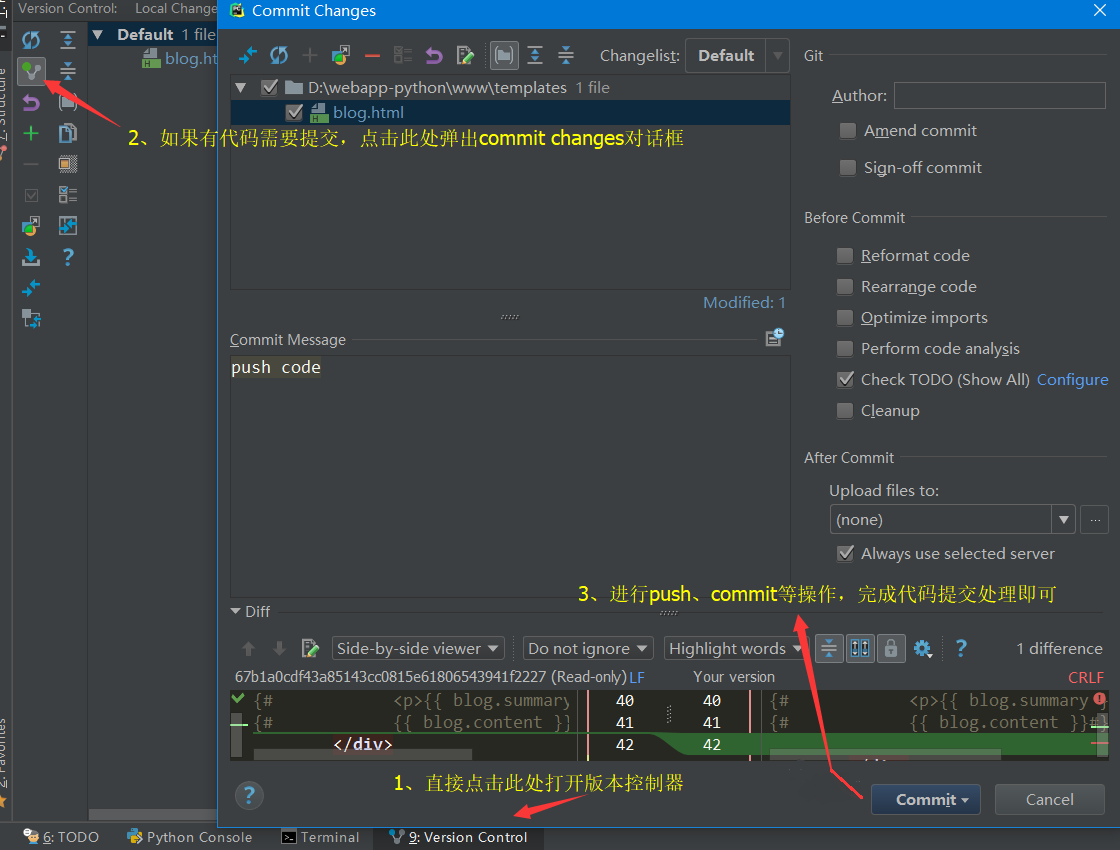 Version Control:
Local Change
Commit Changes
Default 1 file
blog.ht
Changelist:
Default
Git
D:\webapp-python\www\templates 1 file
blog.html
Author:
Amend commit
Sign-off commit
2、如果有代码需要提交，点击此处弹出commit changes对话框
Before Commit
Reformat code
Rearrange code
Optimize imports
Perform code analysis
Check TODO (Show All) Configure
Cleanup
Modified: 1
Commit Message
push code
After Commit
Upload files to:
(none)
Always use selected server
3、进行push、commit等操作，完成代码提交处理即可
Diff
Side-by-side viewer
Do not ignore
Highlight words
1 difference
67b1a0cdf43a85143cc0815e61806543941f2227 (Read-only) LF
Your version
CRLF
{# <p>{{ blog.summary 40 40 {# <p>{{ blog.summary }
{# {{ blog.content }} 41 41 {# {{ blog.content }}#}
</div> 42 42
1、直接点击此处打开版本控制器
Commit
Cancel
Z: Structure
2: Favorites
6: TODO
Python Console
Terminal
9: Version Control